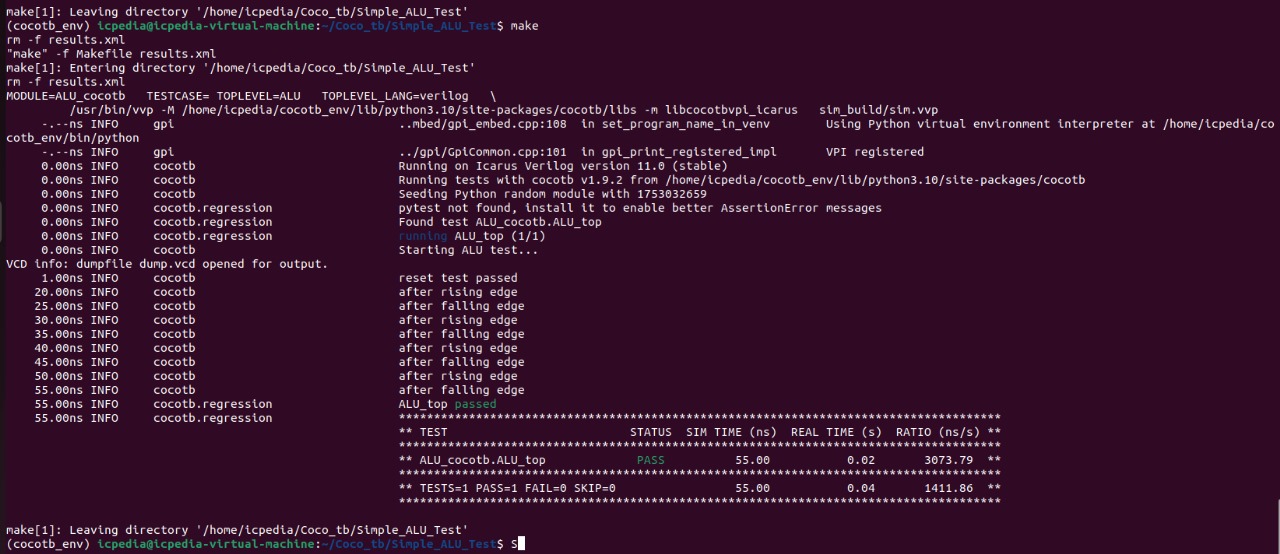 make[1]: Leaving directory '/home/icpedia/Coco_tb/Simple_ALU_Test'
(cocotb_env) icpedia@icpedia-virtual-machine:~/Coco_tb/Simple_ALU_Test$ make
rm -f results.xml
"make" -f Makefile results.xml
make[1]: Entering directory '/home/icpedia/Coco_tb/Simple_ALU_Test'
rm -f results.xml
MODULE=ALU_cocotb   TESTCASE= TOPLEVEL=ALU   TOPLEVEL_LANG=verilog   \
         /usr/bin/vvp -M /home/icpedia/cocotb_env/lib/python3.10/site-packages/cocotb/libs -m libcocotbvpi_icarus   sim_build/sim.vvp
     -.--ns INFO     gpi                                ..mbed/gpi_embed.cpp:108  in set_program_name_in_venv        Using Python virtual environment interpreter at /home/icpedia/co
cotb_env/bin/python
     -.--ns INFO     gpi                                ../gpi/GpiCommon.cpp:101  in gpi_print_registered_impl       VPI registered
     0.00ns INFO     cocotb                             Running on Icarus Verilog version 11.0 (stable)
     0.00ns INFO     cocotb                             Running tests with cocotb v1.9.2 from /home/icpedia/cocotb_env/lib/python3.10/site-packages/cocotb
     0.00ns INFO     cocotb                             Seeding Python random module with 1753032659
     0.00ns INFO     cocotb.regression                  pytest not found, install it to enable better AssertionError messages
     0.00ns INFO     cocotb.regression                  Found test ALU_cocotb.ALU_top
     0.00ns INFO     cocotb.regression                  running ALU_top (1/1)
     0.00ns INFO     cocotb                             Starting ALU test...
VCD info: dumpfile dump.vcd opened for output.
     1.00ns INFO     cocotb                             reset test passed
    20.00ns INFO     cocotb                             after rising edge
    25.00ns INFO     cocotb                             after falling edge
    30.00ns INFO     cocotb                             after rising edge
    35.00ns INFO     cocotb                             after falling edge
    40.00ns INFO     cocotb                             after rising edge
    45.00ns INFO     cocotb                             after falling edge
    50.00ns INFO     cocotb                             after rising edge
    55.00ns INFO     cocotb                             after falling edge
    55.00ns INFO     cocotb.regression                  ALU_top passed
    55.00ns INFO     cocotb.regression                  **************************************************************************************
                                                        ** TEST                          STATUS  SIM TIME (ns)  REAL TIME (s)  RATIO (ns/s) **
                                                        **************************************************************************************
                                                        ** ALU_cocotb.ALU_top             PASS          55.00           0.02       3073.79  **
                                                        **************************************************************************************
                                                        ** TESTS=1 PASS=1 FAIL=0 SKIP=0                 55.00           0.04       1411.86  **
                                                        **************************************************************************************
make[1]: Leaving directory '/home/icpedia/Coco_tb/Simple_ALU_Test'
(cocotb_env) icpedia@icpedia-virtual-machine:~/Coco_tb/Simple_ALU_Test$ S